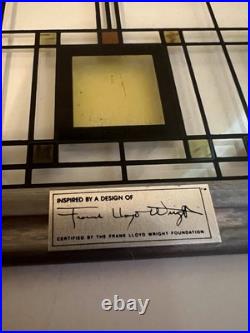 INSPIRED BY A DESIGN OF
Frank Lloyd Wright
CERTIFIED BY THE FRANK LLOYD WRIGHT FOUNDATION